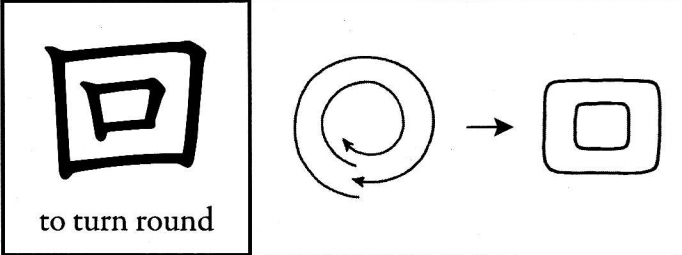 回
to turn round